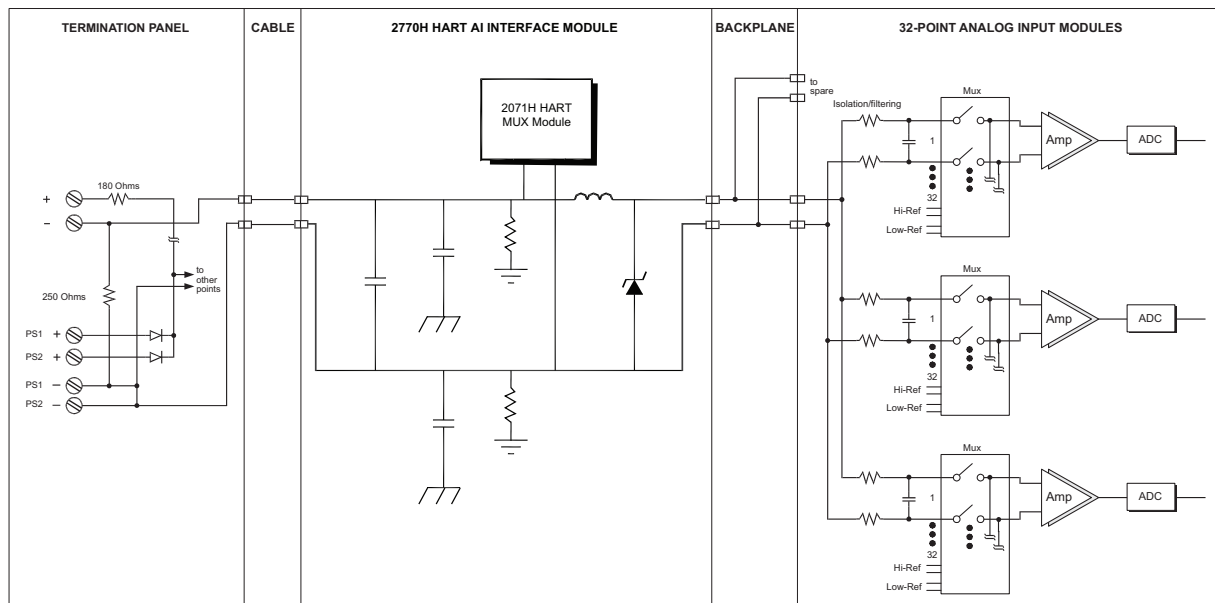 TERMINATION PANEL
CABLE
2770H HART AI INTERFACE MODULE
BACKPLANE
32-POINT ANALOG INPUT MODULES
180 Ohms
+
−
250 Ohms
to
other
points
PS1 +
PS2 +
PS1 −
PS2 −
2071H HART
MUX Module
to
spare
Isolation/filtering
Mux
1
32
Hi-Ref
Low-Ref
Amp
ADC
Mux
1
32
Hi-Ref
Low-Ref
Amp
ADC
Mux
1
32
Hi-Ref
Low-Ref
Amp
ADC